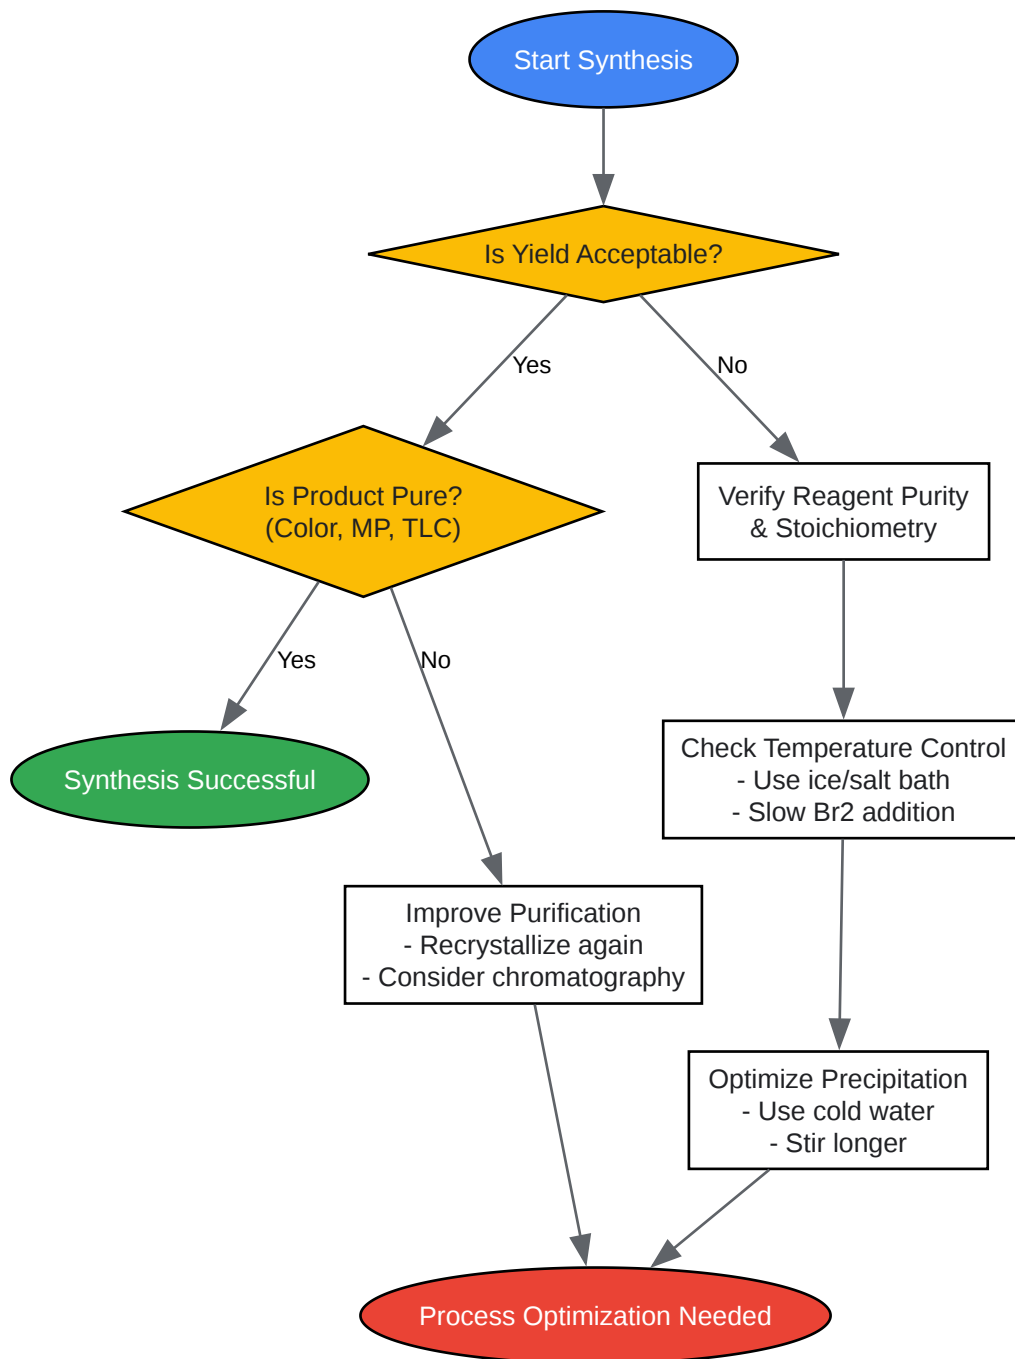 Start Synthesis
Is Yield Acceptable?
Yes
No
Is Product Pure?
(Color, MP, TLC)
Verify Reagent Purity
& Stoichiometry
Yes
No
Synthesis Successful
Check Temperature Control
- Use ice/salt bath
- Slow Br2 addition
Improve Purification
- Recrystallize again
- Consider chromatography
Optimize Precipitation
- Use cold water
- Stir longer
Process Optimization Needed